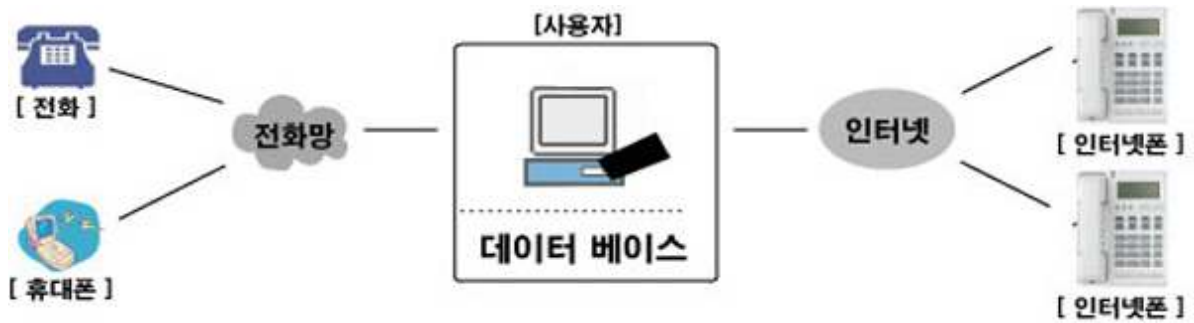 [사용자]
[ 전화 ]
전화망
[ 휴대폰 ]
데이터 베이스
인터넷
[ 인터넷폰 ]
[ 인터넷폰 ]